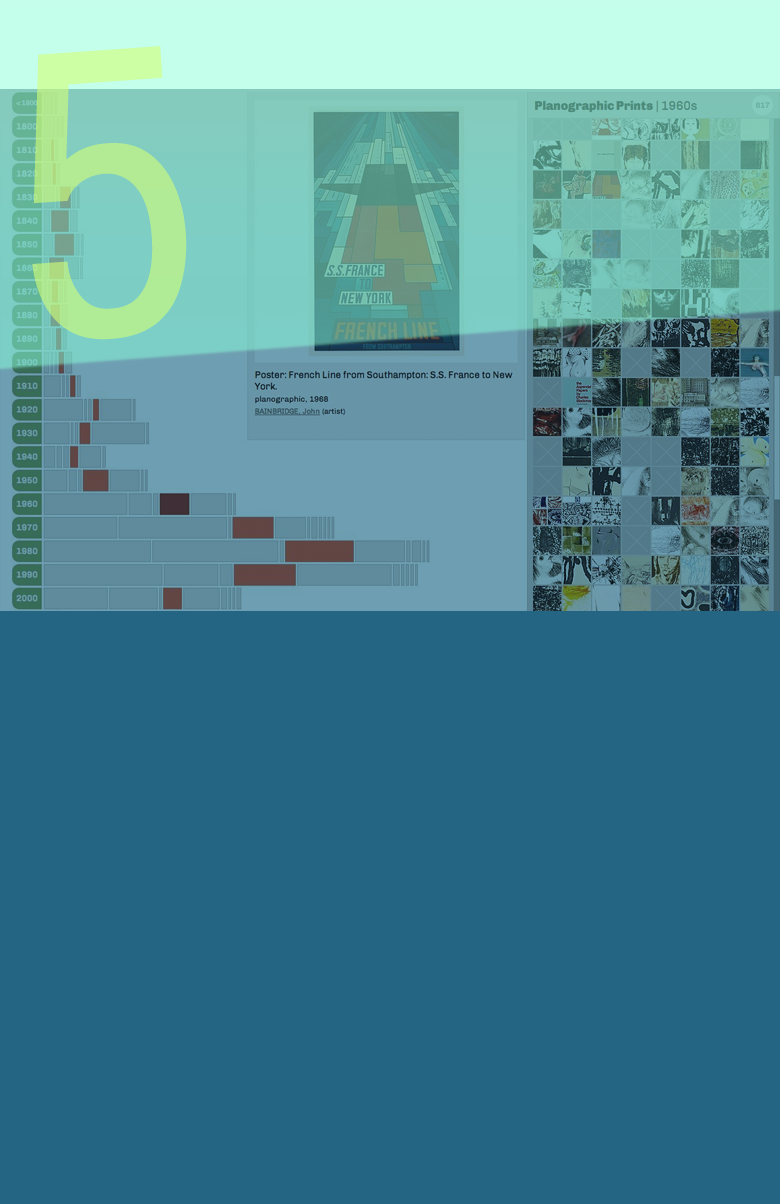 5
Planographic Prints | 1960s
617
< 1800
1800
1810
1820
1830
1840
1850
1860
1870
1880
1890
1900
1910
1920
1930
1940
1950
1960
1970
1980
1990
2000
S.S. FRANCE
TO
NEW YORK
FRENCH LINE
FROM SOUTHAMPTON
Poster: French Line from Southampton: S.S. France to New
York.
planographic, 1968
BAINBRIDGE, John (artist)